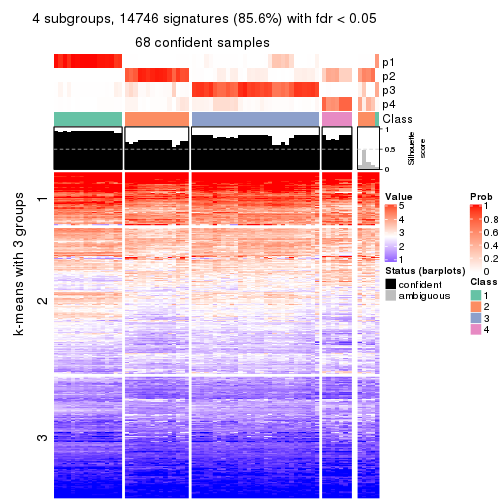 4 subgroups, 14746 signatures (85.6%) with fdr < 0.05
68 confident samples
p1
p2
p3
p4
Class
1
0.5
0
Silhouette
score
k-means with 3 groups
1
2
3
Value
5
4
3
2
1
Status (barplots)
confident
ambiguous
Prob
1
0.8
0.6
0.4
0.2
0
Class
1
2
3
4